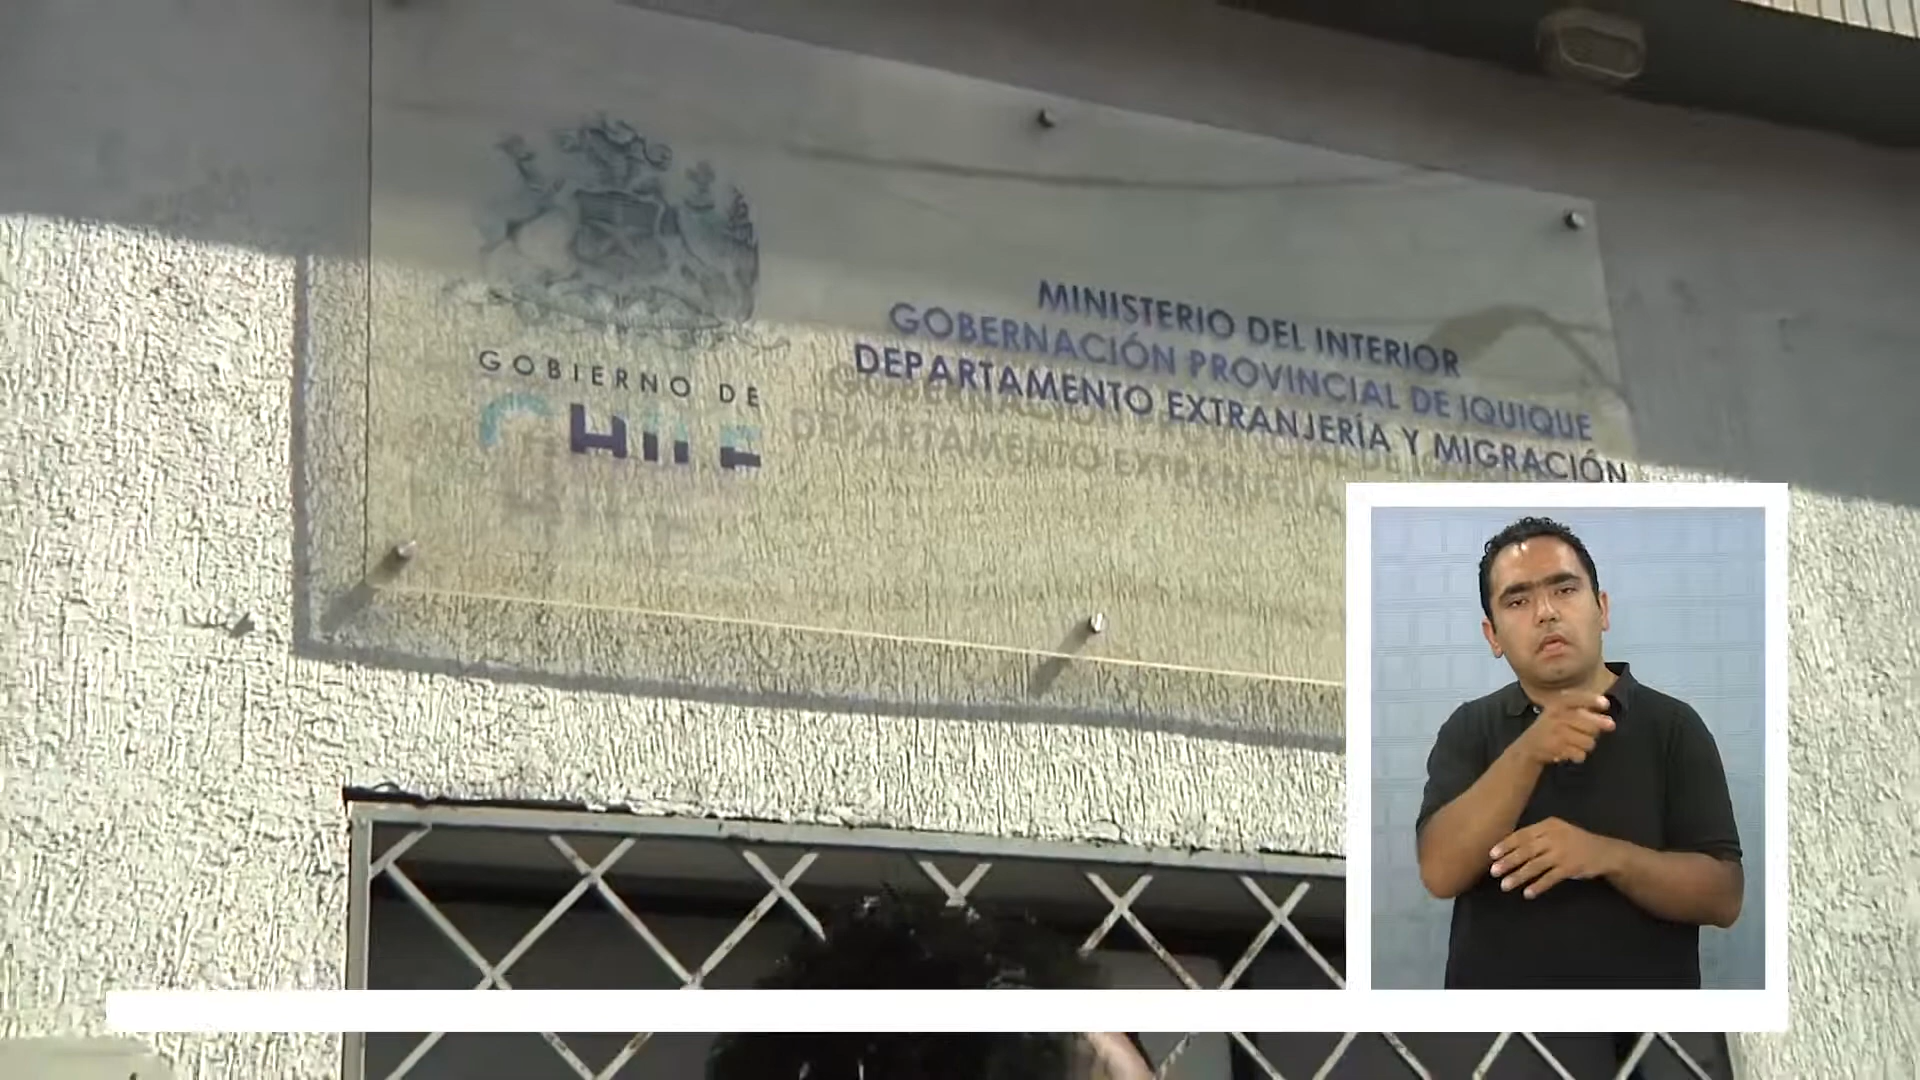 GOBIERNO DE
CHILE
MINISTERIO DEL INTERIOR
GOBERNACIÓN PROVINCIAL DE IQUIQUE
DEPARTAMENTO EXTRANJERÍA Y MIGRACIÓN